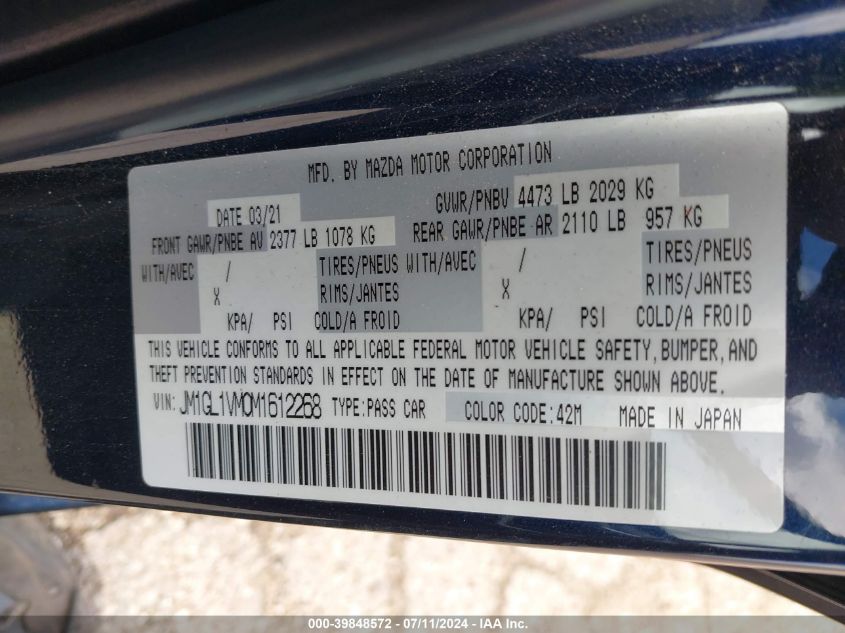 MFD. BY MAZDA MOTOR CORPORATION
DATE 03/21 GVWR/PNBV 4473 LB 2029 KG
FRONT GAWR/PNBE AV 2377 LB 1078 KG REAR GAWR/PNBE AR 2110 LB 957 KG
WITH/AVEC / TIRES/PNEUS WITH/AVEC / TIRES/PNEUS
X RIMS/JANTES X RIMS/JANTES
KPA/ PSI COLD/A FROID KPA/ PSI COLD/A FROID
THIS VEHICLE CONFORMS TO ALL APPLICABLE FEDERAL MOTOR VEHICLE SAFETY, BUMPER, AND
THEFT PREVENTION STANDARDS IN EFFECT ON THE DATE OF MANUFACTURE SHOWN ABOVE.
VIN: JM1GL1VM0M1612268 TYPE:PASS CAR COLOR CODE:42M MADE IN JAPAN
000-39848572 - 07/11/2024 - IAA Inc.